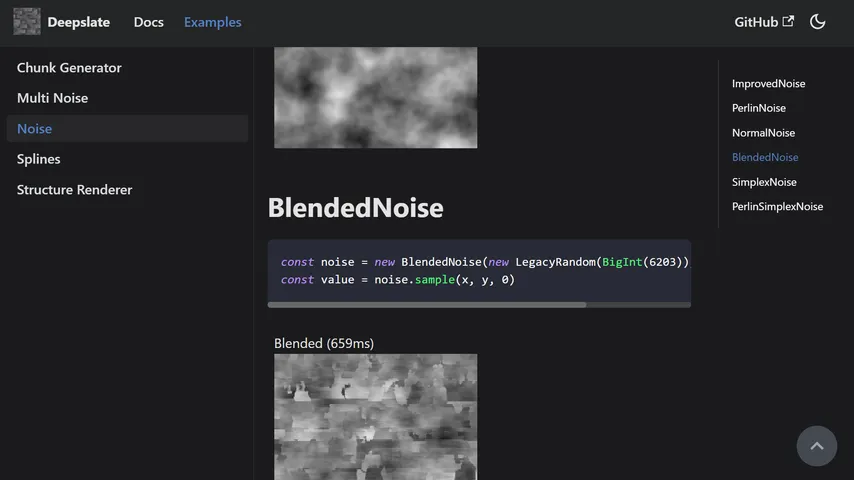 Deepslate
Docs
Examples
GitHub
Chunk Generator
Multi Noise
Noise
Splines
Structure Renderer
BlendedNoise
const noise = new BlendedNoise(new LegacyRandom(BigInt(6203))
const value = noise.sample(x, y, 0)
Blended (659ms)
ImprovedNoise
PerlinNoise
NormalNoise
BlendedNoise
SimplexNoise
PerlinSimplexNoise